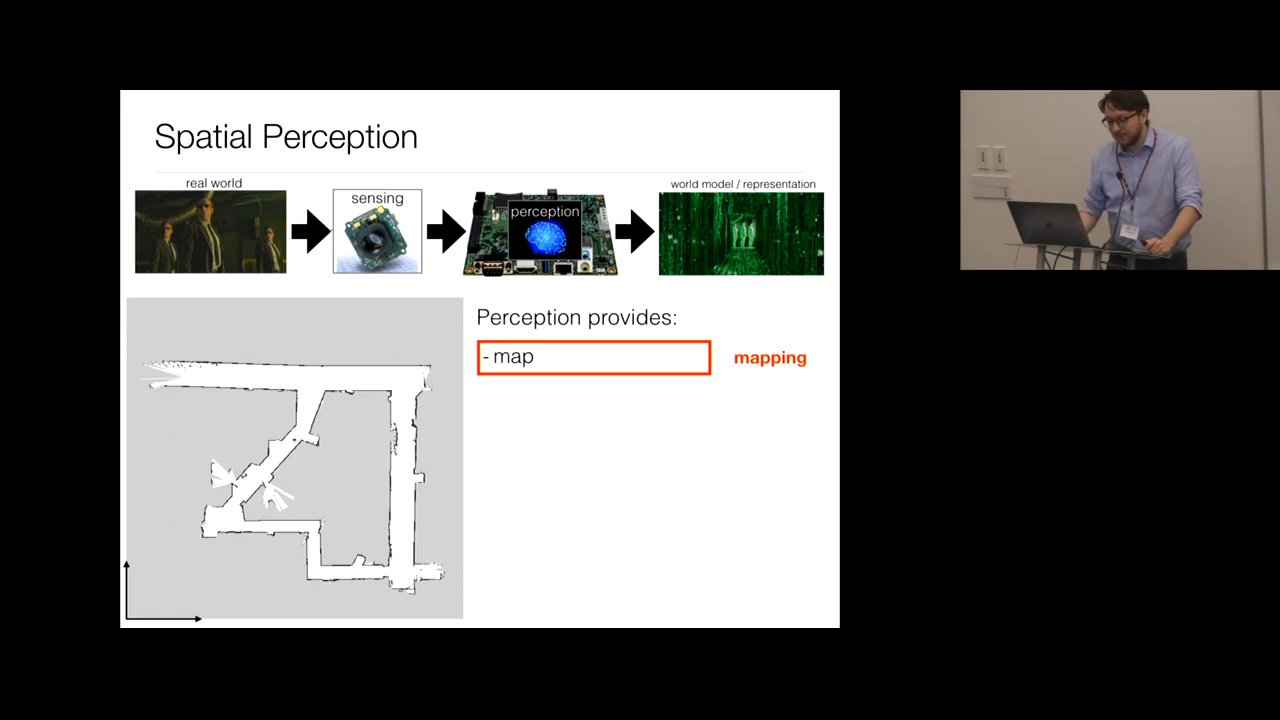 Spatial Perception
real world
sensing
perception
world model / representation
Perception provides:
- map
mapping